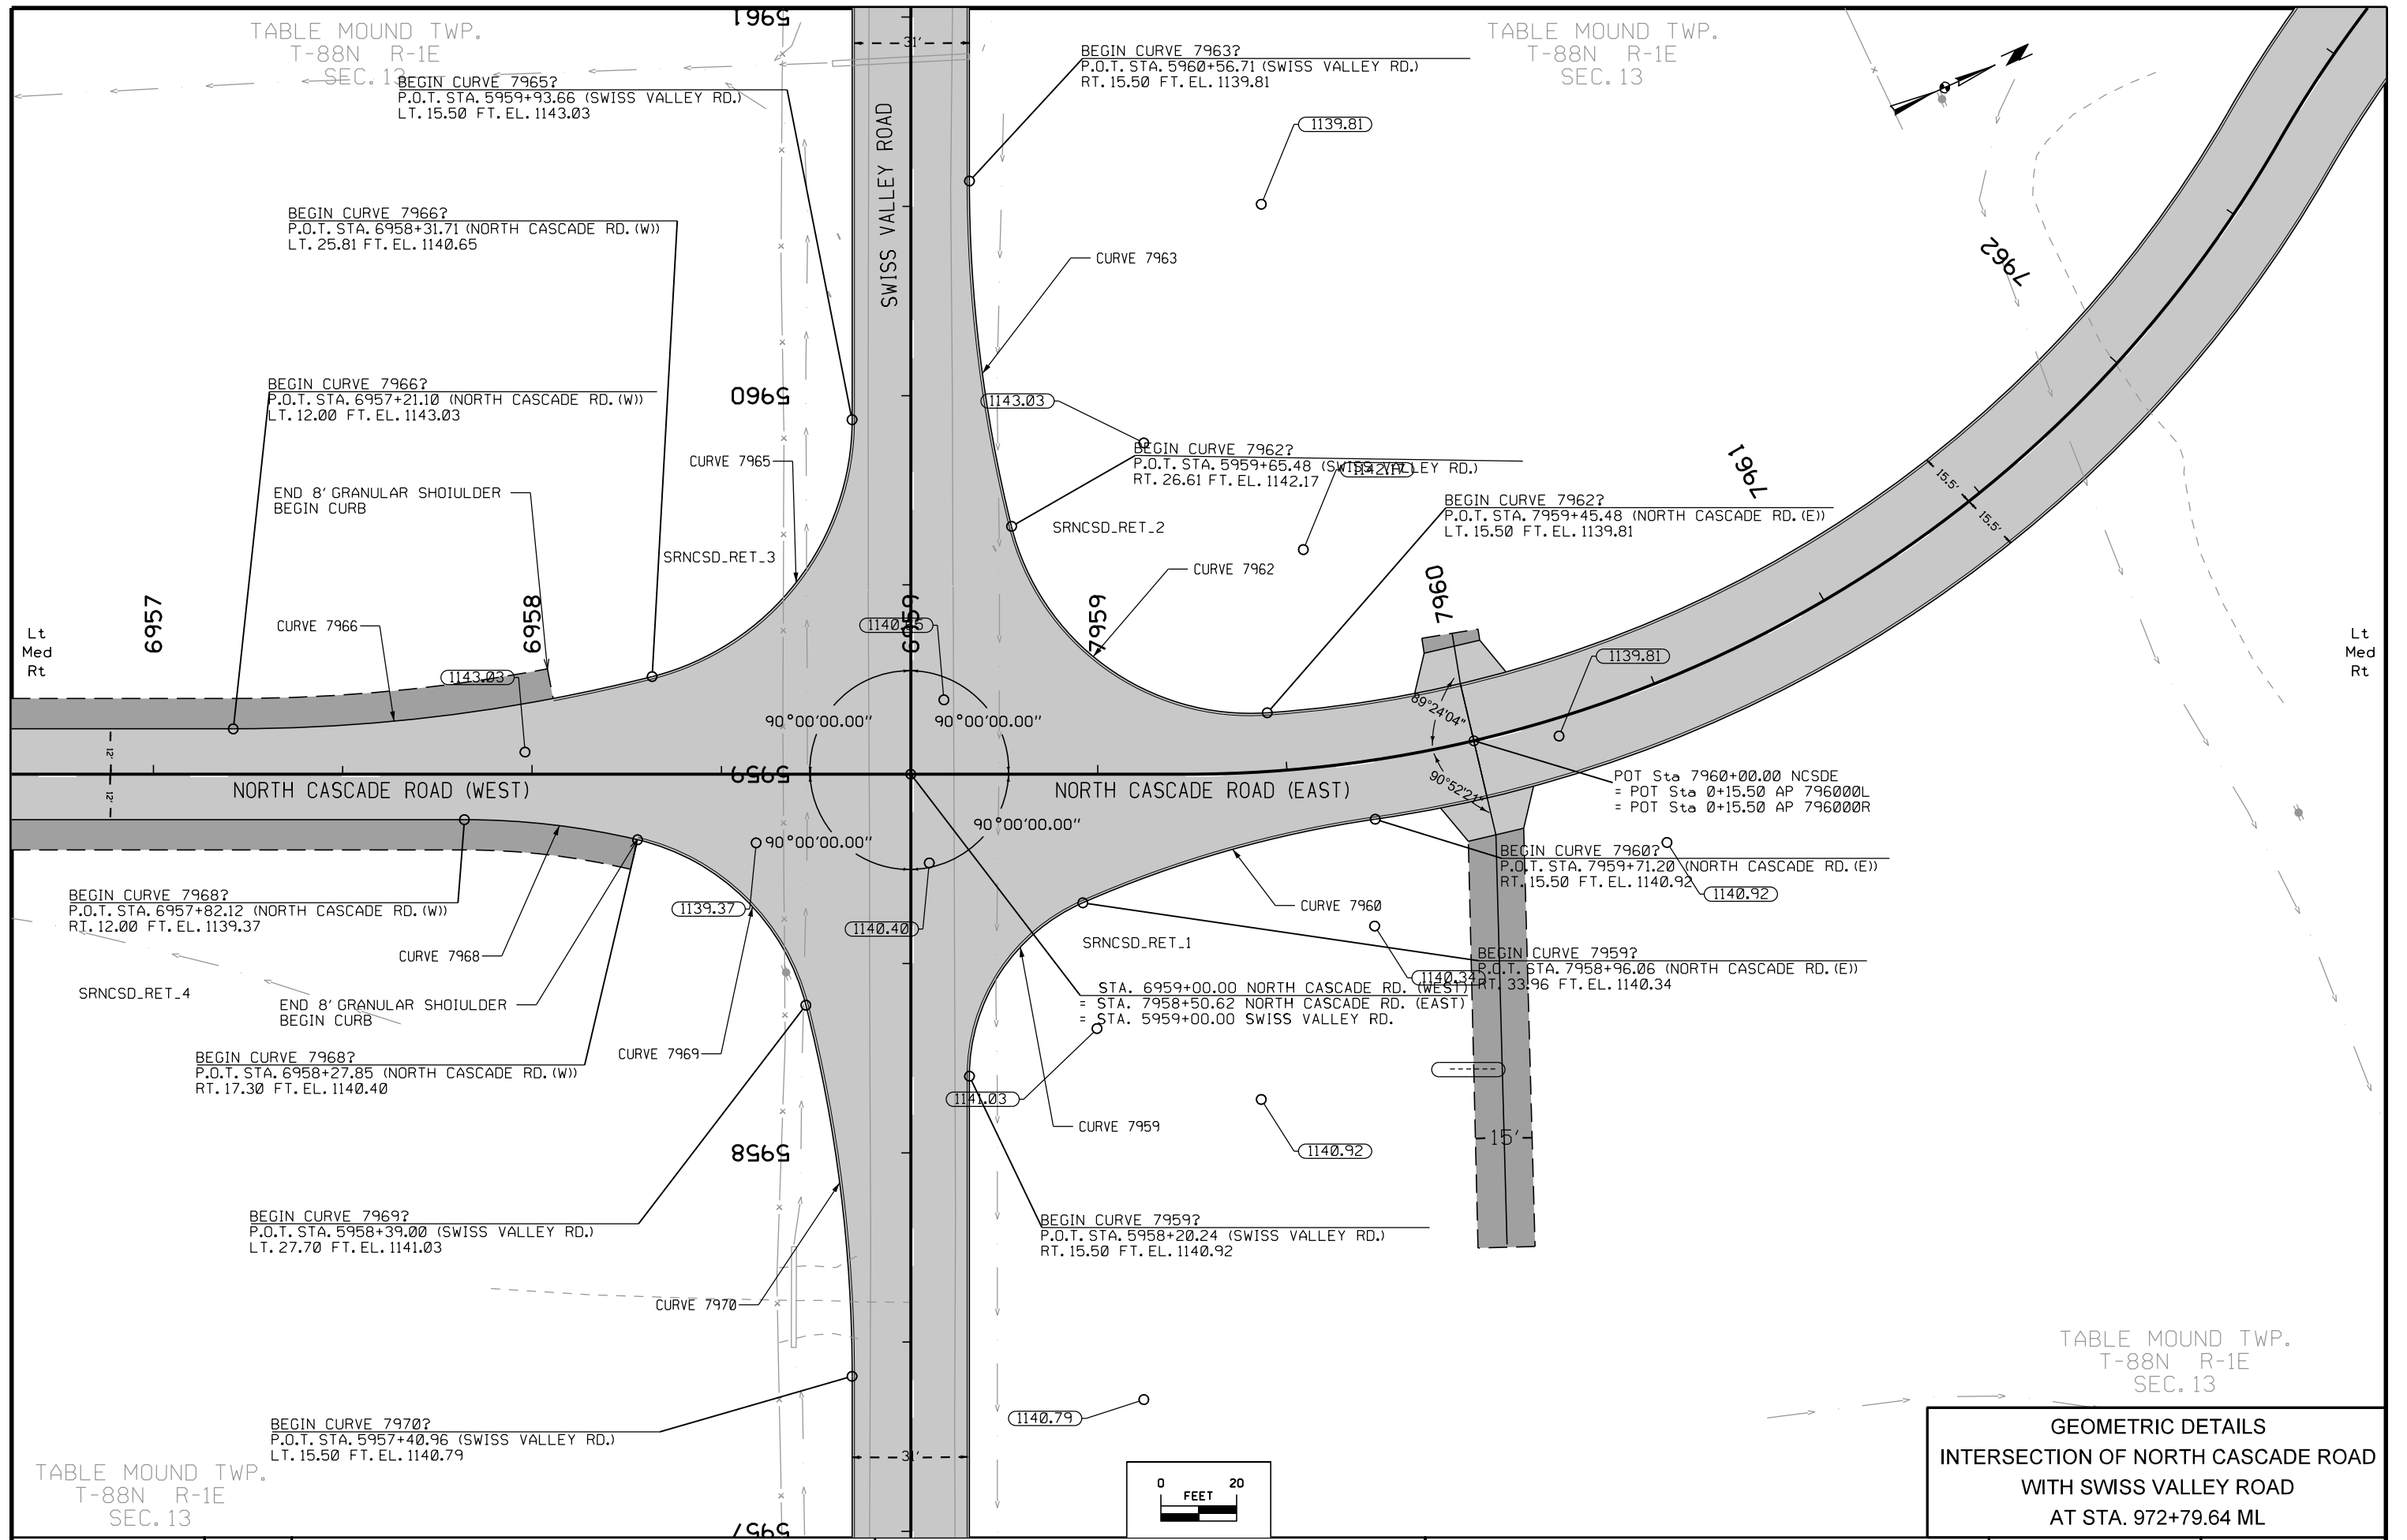 TABLE MOUND TWP.
T-88N R-1E
SEC. 13
5961
31'
TABLE MOUND TWP.
T-88N R-1E
SEC. 13
BEGIN CURVE 7963?
P.O.T. STA. 5960+56.71 (SWISS VALLEY RD.)
RT. 15.50 FT. EL. 1139.81
BEGIN CURVE 7965?
P.O.T. STA. 5959+93.66 (SWISS VALLEY RD.)
LT. 15.50 FT. EL. 1143.03
SWISS VALLEY ROAD
1139.81
BEGIN CURVE 7966?
P.O.T. STA. 6958+31.71 (NORTH CASCADE RD. (W))
LT. 25.81 FT. EL. 1140.65
CURVE 7963
7962
BEGIN CURVE 7966?
P.O.T. STA. 6957+21.10 (NORTH CASCADE RD. (W))
LT. 12.00 FT. EL. 1143.03
5960
1143.03
CURVE 7965
BEGIN CURVE 7962?
P.O.T. STA. 5959+65.48 (SWISS VALLEY RD.)
RT. 26.61 FT. EL. 1142.17
1142.17
7961
15.5'
15.5'
END 8' GRANULAR SHOIULDER
BEGIN CURB
BEGIN CURVE 7962?
P.O.T. STA. 7959+45.48 (NORTH CASCADE RD. (E))
LT. 15.50 FT. EL. 1139.81
SRNCSD_RET_2
SRNCSD_RET_3
CURVE 7962
6957
6958
6959
7959
7960
CURVE 7966
1140.65
Lt
Med
Rt
Lt
Med
Rt
1143.03
1139.81
89°24'04"
90°00'00.00"
90°00'00.00"
12'
12'
5959
NORTH CASCADE ROAD (WEST)
NORTH CASCADE ROAD (EAST)
90°52'21"
POT Sta 7960+00.00 NCSDE
= POT Sta 0+15.50 AP 796000L
= POT Sta 0+15.50 AP 796000R
90°00'00.00"
90°00'00.00"
BEGIN CURVE 7960?
P.O.T. STA. 7959+71.20 (NORTH CASCADE RD. (E))
RT. 15.50 FT. EL. 1140.92
1140.92
BEGIN CURVE 7968?
P.O.T. STA. 6957+82.12 (NORTH CASCADE RD. (W))
RT. 12.00 FT. EL. 1139.37
1139.37
1140.40
CURVE 7960
CURVE 7968
SRNCSD_RET_1
BEGIN CURVE 7959?
P.O.T. STA. 7958+96.06 (NORTH CASCADE RD. (E))
RT. 33.96 FT. EL. 1140.34
1140.34
SRNCSD_RET_4
STA. 6959+00.00 NORTH CASCADE RD. (WEST)
= STA. 7958+50.62 NORTH CASCADE RD. (EAST)
= STA. 5959+00.00 SWISS VALLEY RD.
END 8' GRANULAR SHOIULDER
BEGIN CURB
CURVE 7969
BEGIN CURVE 7968?
P.O.T. STA. 6958+27.85 (NORTH CASCADE RD. (W))
RT. 17.30 FT. EL. 1140.40
-----
1141.03
CURVE 7959
15'
5958
1140.92
BEGIN CURVE 7969?
P.O.T. STA. 5958+39.00 (SWISS VALLEY RD.)
LT. 27.70 FT. EL. 1141.03
BEGIN CURVE 7959?
P.O.T. STA. 5958+20.24 (SWISS VALLEY RD.)
RT. 15.50 FT. EL. 1140.92
CURVE 7970
TABLE MOUND TWP.
T-88N R-1E
SEC. 13
1140.79
BEGIN CURVE 7970?
P.O.T. STA. 5957+40.96 (SWISS VALLEY RD.)
LT. 15.50 FT. EL. 1140.79
31'
TABLE MOUND TWP.
T-88N R-1E
SEC. 13
5957
0 20
FEET
GEOMETRIC DETAILS
INTERSECTION OF NORTH CASCADE ROAD
WITH SWISS VALLEY ROAD
AT STA. 972+79.64 ML